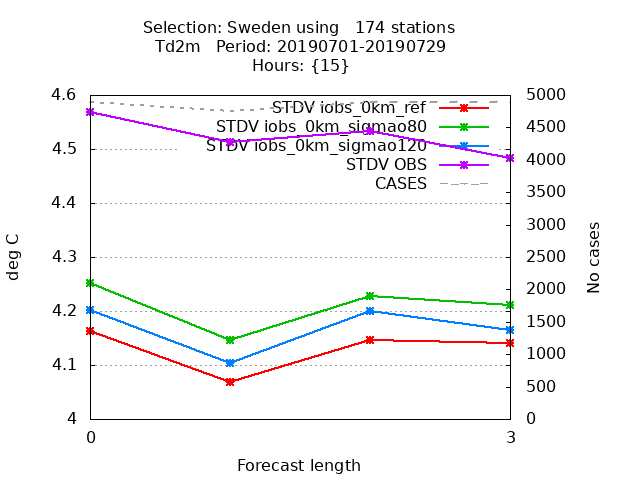 Selection: Sweden using   174 stations
Td2m   Period: 20190701-20190729
Hours: {15}
4.6
4.5
4.4
4.3
4.2
4.1
4
5000
4500
4000
3500
3000
2500
2000
1500
1000
500
0
STDV iobs_0km_ref
STDV iobs_0km_sigmao80
STDV iobs_0km_sigmao120
STDV OBS
CASES
deg C
No cases
0
3
Forecast length